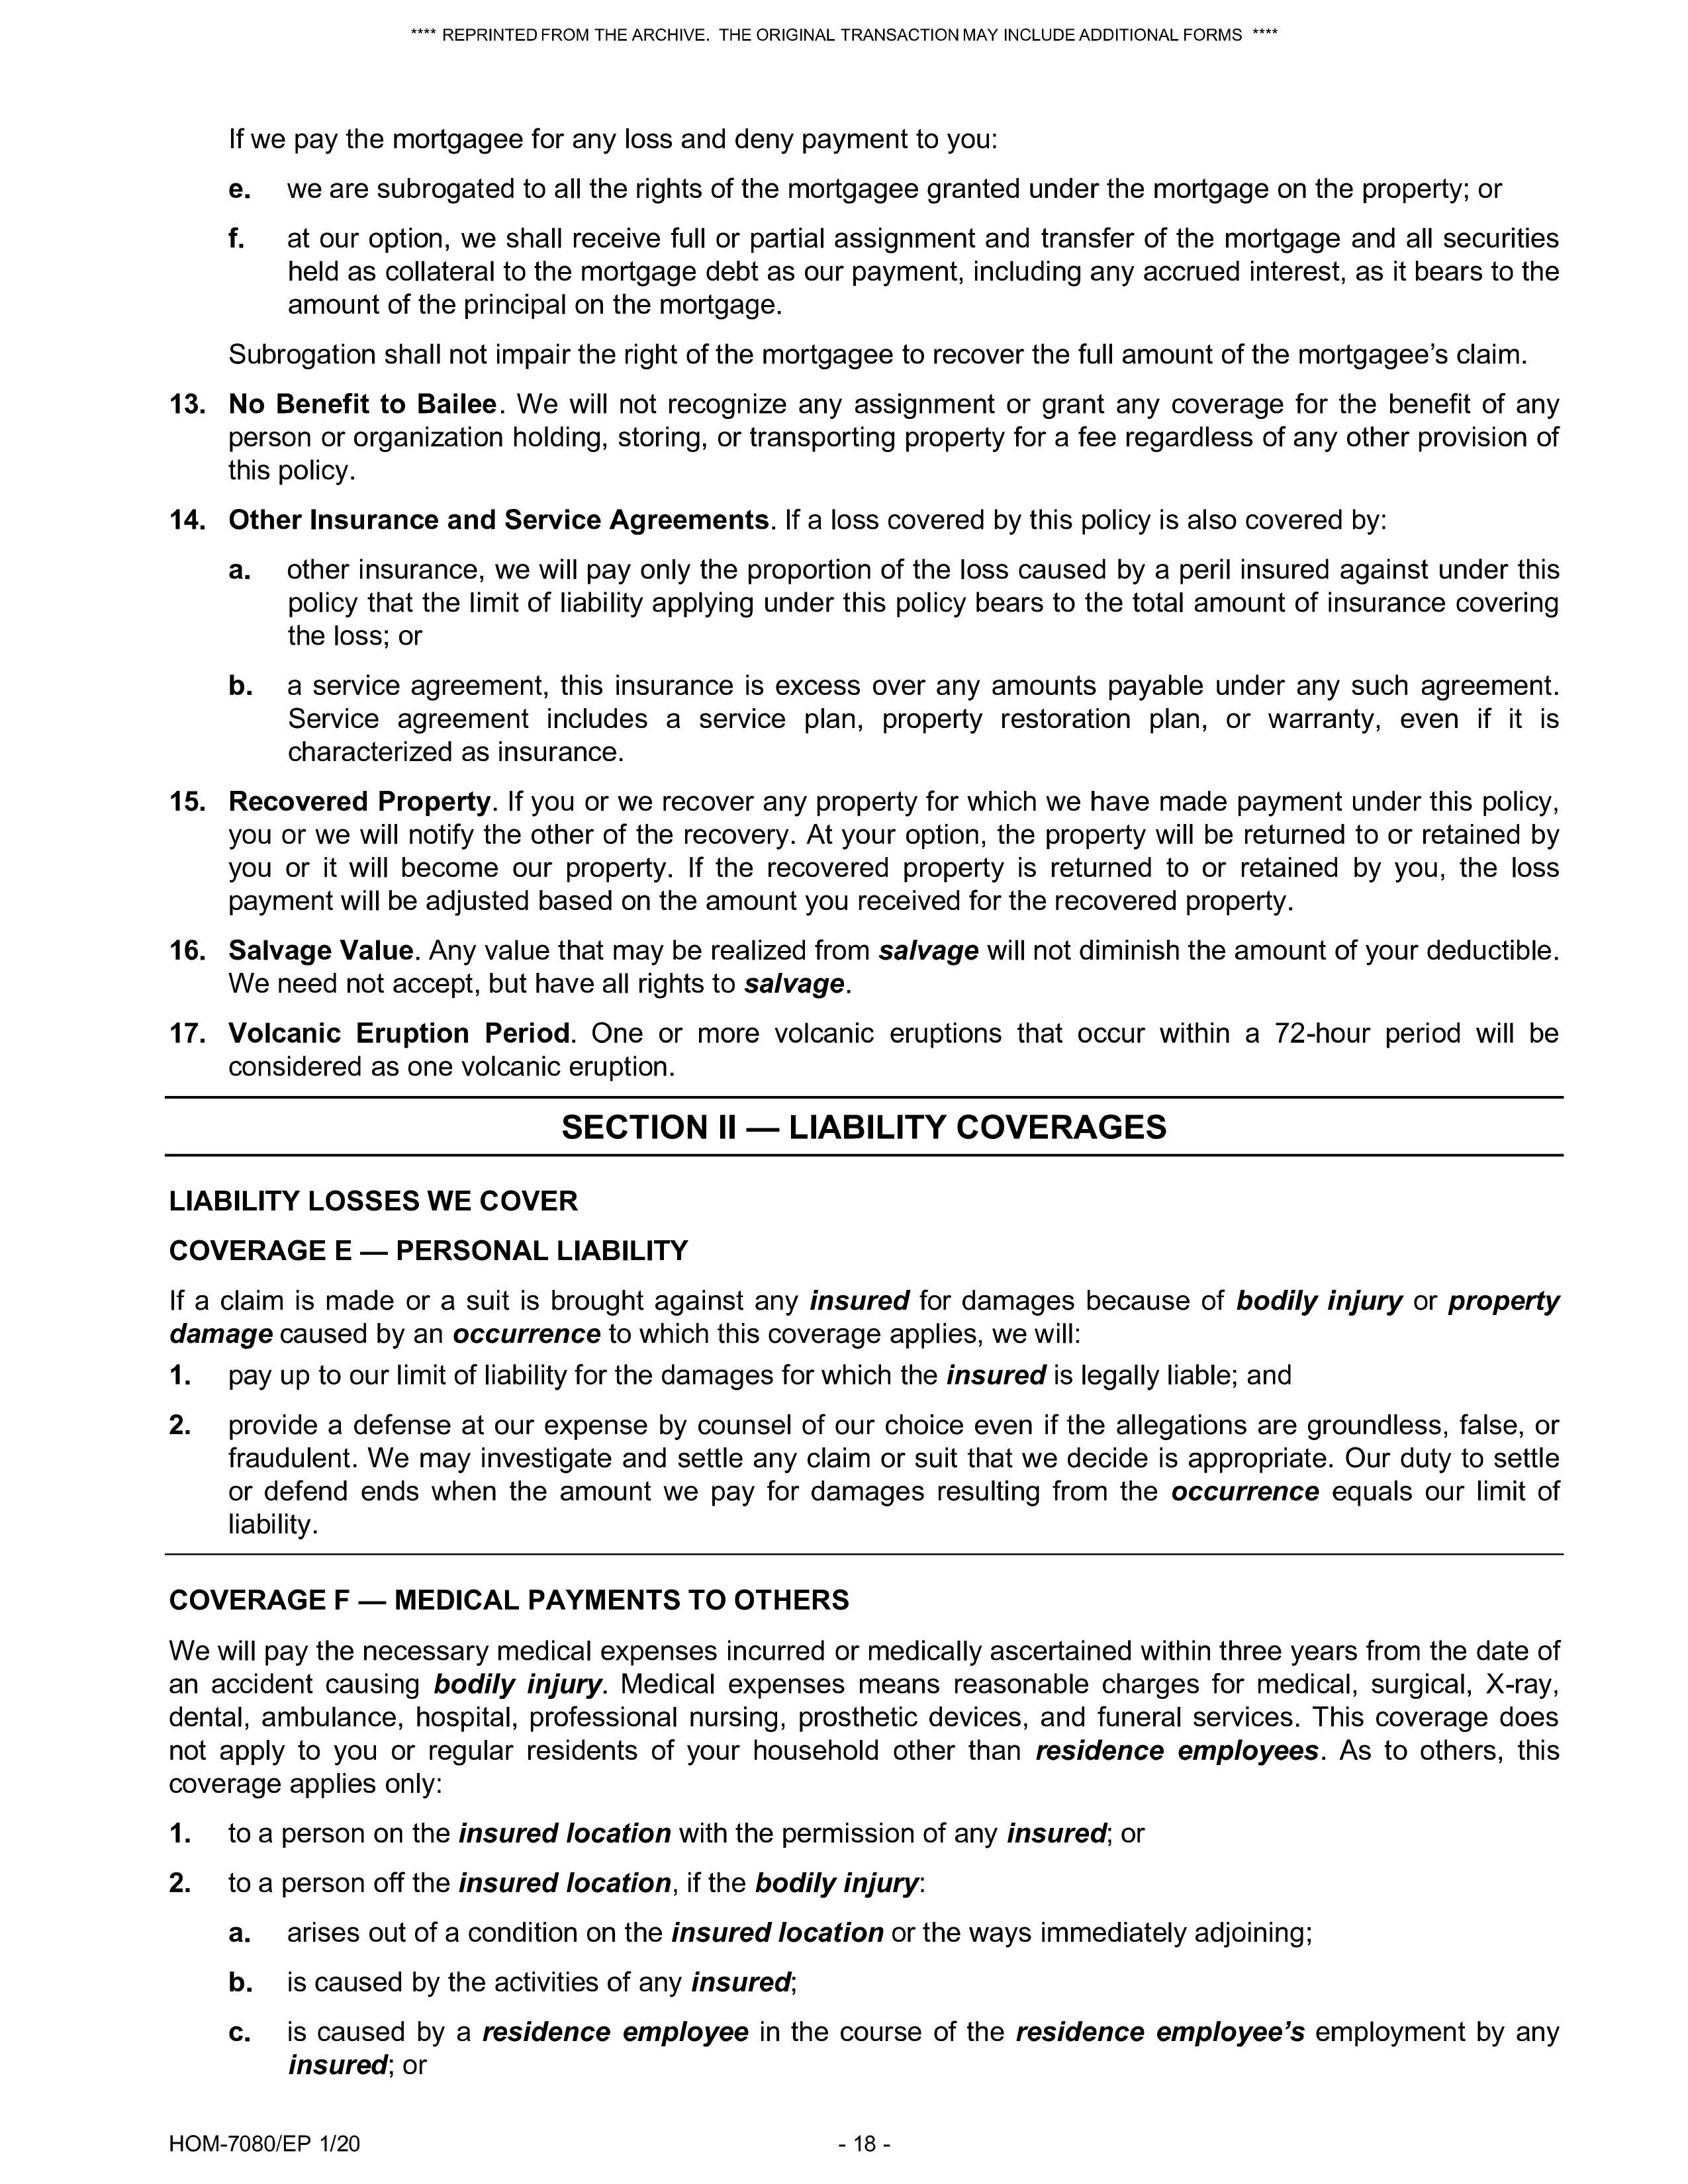 **** REPRINTED FROM THE ARCHIVE. THE ORIGINAL TRANSACTION MAY INCLUDE ADDITIONAL FORMS ****
If we pay the mortgagee for any loss and deny payment to you:
e. we are subrogated to all the rights of the mortgagee granted under the mortgage on the property; or
f. at our option, we shall receive full or partial assignment and transfer of the mortgage and all securities
held as collateral to the mortgage debt as our payment, including any accrued interest, as it bears to the
amount of the principal on the mortgage.
Subrogation shall not impair the right of the mortgagee to recover the full amount of the mortgagee’s claim.
13. No Benefit to Bailee. We will not recognize any assignment or grant any coverage for the benefit of any
person or organization holding, storing, or transporting property for a fee regardless of any other provision of
this policy.
14. Other Insurance and Service Agreements. If a loss covered by this policy is also covered by:
a. other insurance, we will pay only the proportion of the loss caused by a peril insured against under this
policy that the limit of liability applying under this policy bears to the total amount of insurance covering
the loss; or
b. a service agreement, this insurance is excess over any amounts payable under any such agreement.
Service agreement includes a service plan, property restoration plan, or warranty, even if it is
characterized as insurance.
15. Recovered Property. If you or we recover any property for which we have made payment under this policy,
you or we will notify the other of the recovery. At your option, the property will be returned to or retained by
you or it will become our property. If the recovered property is returned to or retained by you, the loss
payment will be adjusted based on the amount you received for the recovered property.
16. Salvage Value. Any value that may be realized from salvage will not diminish the amount of your deductible.
We need not accept, but have all rights to salvage.
17. Volcanic Eruption Period. One or more volcanic eruptions that occur within a 72-hour period will be
considered as one volcanic eruption.
SECTION II — LIABILITY COVERAGES
LIABILITY LOSSES WE COVER
COVERAGE E — PERSONAL LIABILITY
If a claim is made or a suit is brought against any insured for damages because of bodily injury or property
damage caused by an occurrence to which this coverage applies, we will:
1. pay up to our limit of liability for the damages for which the insured is legally liable; and
2. provide a defense at our expense by counsel of our choice even if the allegations are groundless, false, or
fraudulent. We may investigate and settle any claim or suit that we decide is appropriate. Our duty to settle
or defend ends when the amount we pay for damages resulting from the occurrence equals our limit of
liability.
COVERAGE F — MEDICAL PAYMENTS TO OTHERS
We will pay the necessary medical expenses incurred or medically ascertained within three years from the date of
an accident causing bodily injury. Medical expenses means reasonable charges for medical, surgical, X-ray,
dental, ambulance, hospital, professional nursing, prosthetic devices, and funeral services. This coverage does
not apply to you or regular residents of your household other than residence employees. As to others, this
coverage applies only:
1. to a person on the insured location with the permission of any insured; or
2. to a person off the insured location, if the bodily injury:
a. arises out of a condition on the insured location or the ways immediately adjoining;
b. is caused by the activities of any insured;
c. is caused by a residence employee in the course of the residence employee’s employment by any
insured; or
HOM-7080/EP 1/20 - 18 -